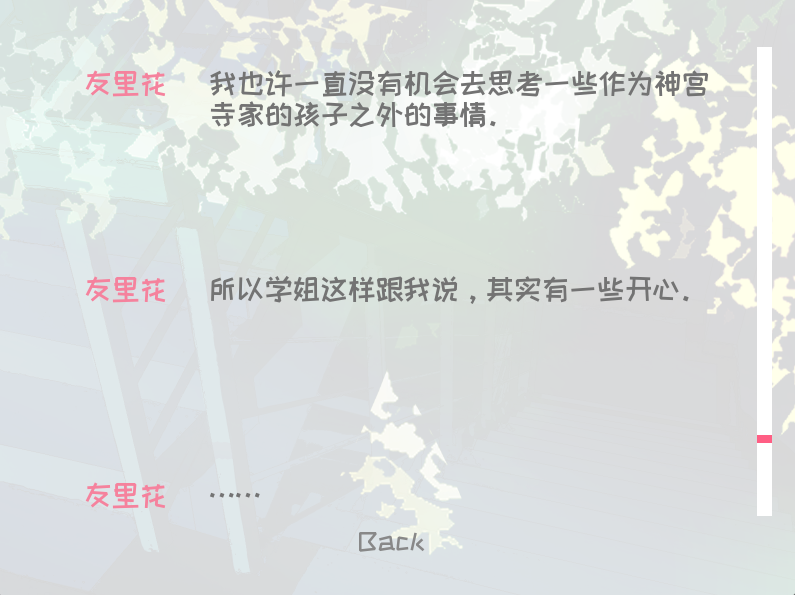 友里花 我也许一直没有机会去思考一些作为神宫
寺家的孩子之外的事情.
友里花 所以学姐这样跟我说，其实有一些开心.
友里花 ……
Back